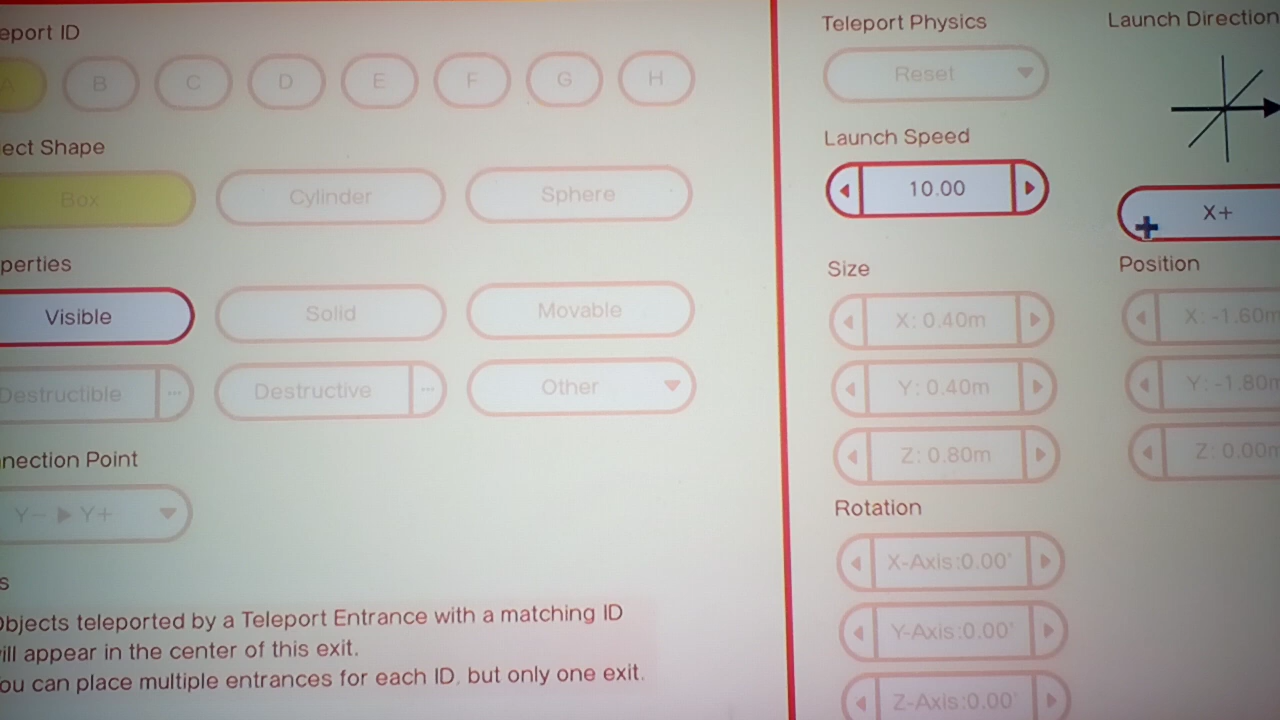 eport ID
A B C D E F G H
ect Shape
Box Cylinder Sphere
perties
Visible Solid Movable
Destructible ... Destructive ... Other
nnection Point
Y- ▶ Y+
s
Objects teleported by a Teleport Entrance with a matching ID
ill appear in the center of this exit.
ou can place multiple entrances for each ID, but only one exit.
Teleport Physics
Reset
Launch Speed
10.00
Launch Direction
X+
Size
X: 0.40m
Y: 0.40m
Z: 0.80m
Position
X: -1.60m
Y: -1.80m
Z: 0.00m
Rotation
X-Axis:0.00°
Y-Axis:0.00°
Z-Axis:0.00°